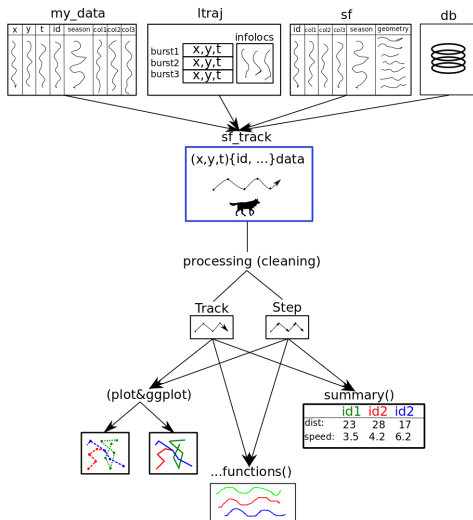 my_data ltraj sf db
x y t id season col1 col2 col3
burst1 x,y,t infolocs
burst2 x,y,t
burst3 x,y,t
id col1 col2 col3 season geometry
sf_track
(x,y,t){id, ...}data
processing (cleaning)
Track Step
(plot&ggplot) summary()
id1 id2 id2
dist: 23 28 17
speed: 3.5 4.2 6.2
...functions()